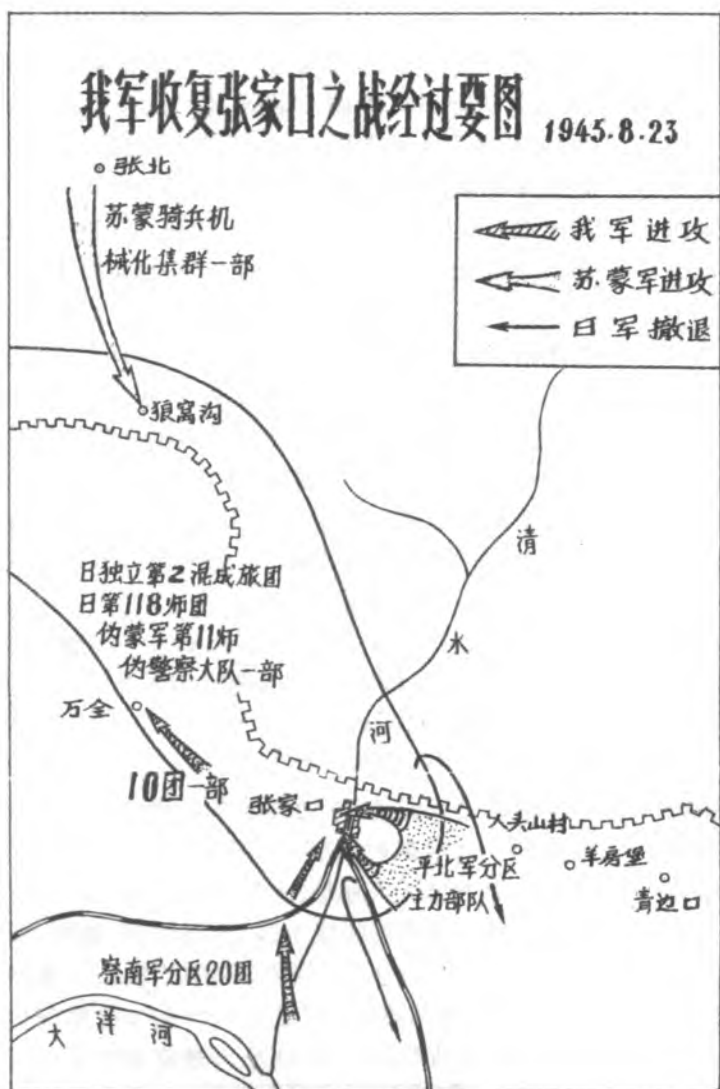 我军收复张家口之战经过要图 1945.8.23
张北
苏蒙骑兵机
械化集群一部
我军进攻
苏蒙军进攻
日军撤退
狼窝沟
清
水
河
日独立第2混成旅团
日第118师团
伪蒙军第11师
伪警察大队一部
万全
10团一部
张家口
人头山村
羊房堡
青边口
平北军分区
主力部队
察南军分区20团
大洋河